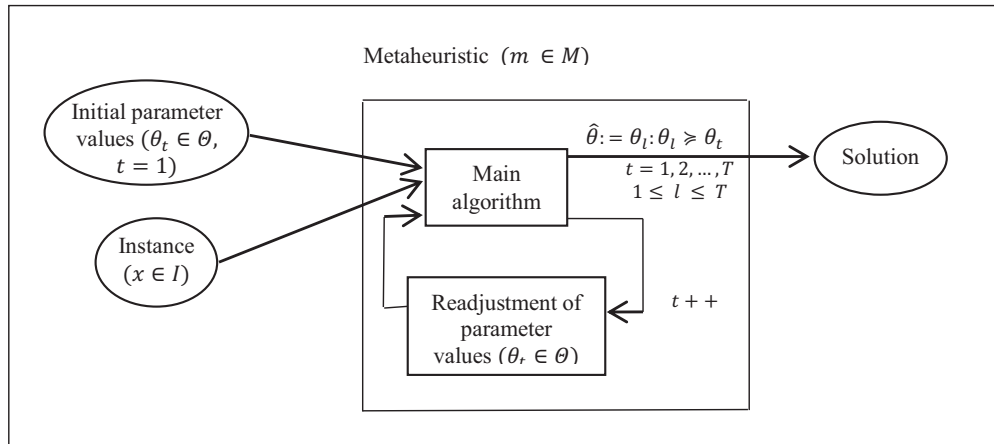 Metaheuristic (m ∈ M)
Initial parameter
values (θ_t ∈ Θ,
t = 1)
Instance
(x ∈ I)
Main
algorithm
θ̂ := θ_l : θ_l ≽ θ_t
t = 1, 2, … , T
1 ≤ l ≤ T
Solution
Readjustment of
parameter
values (θ_t ∈ Θ)
t + +